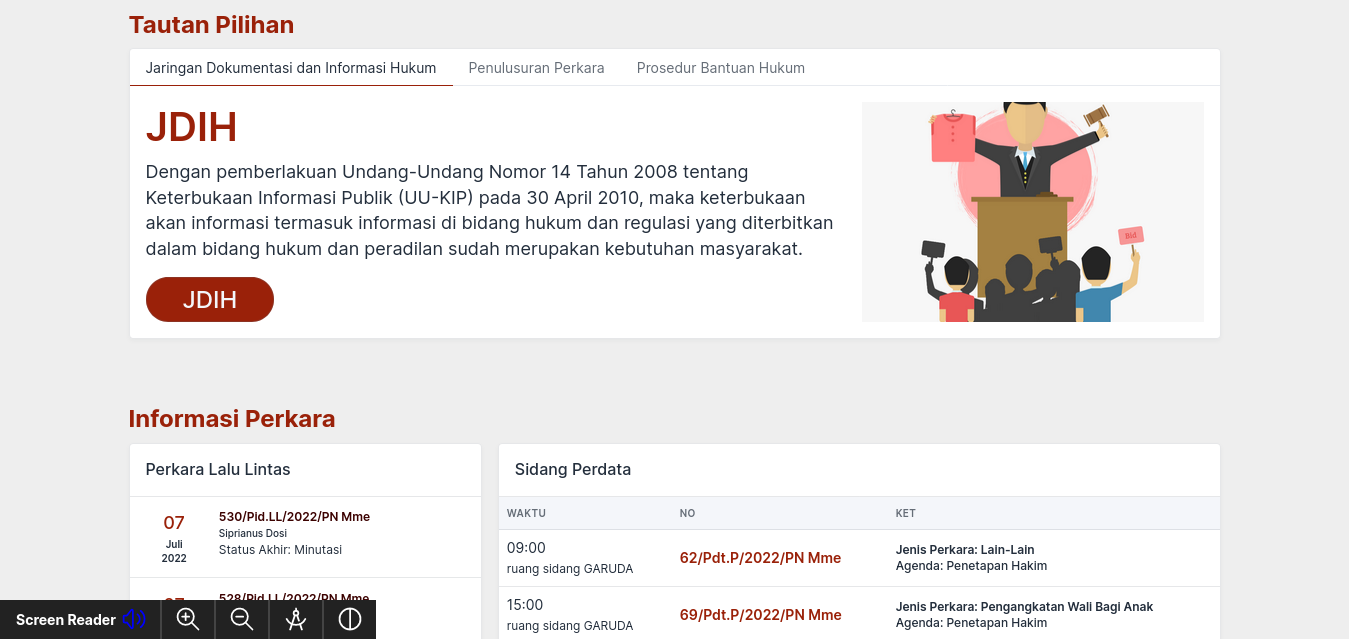 Tautan Pilihan
Jaringan Dokumentasi dan Informasi Hukum
Penulusuran Perkara
Prosedur Bantuan Hukum
JDIH
Dengan pemberlakuan Undang-Undang Nomor 14 Tahun 2008 tentang
Keterbukaan Informasi Publik (UU-KIP) pada 30 April 2010, maka keterbukaan
akan informasi termasuk informasi di bidang hukum dan regulasi yang diterbitkan
dalam bidang hukum dan peradilan sudah merupakan kebutuhan masyarakat.
JDIH
Bid
Informasi Perkara
Perkara Lalu Lintas
07
Juli
2022
530/Pid.LL/2022/PN Mme
Siprianus Dosi
Status Akhir: Minutasi
07
528/Pid.LL/2022/PN Mme
Sidang Perdata
WAKTU NO KET
09:00
ruang sidang GARUDA
62/Pdt.P/2022/PN Mme
Jenis Perkara: Lain-Lain
Agenda: Penetapan Hakim
15:00
ruang sidang GARUDA
69/Pdt.P/2022/PN Mme
Jenis Perkara: Pengangkatan Wali Bagi Anak
Agenda: Penetapan Hakim
Screen Reader